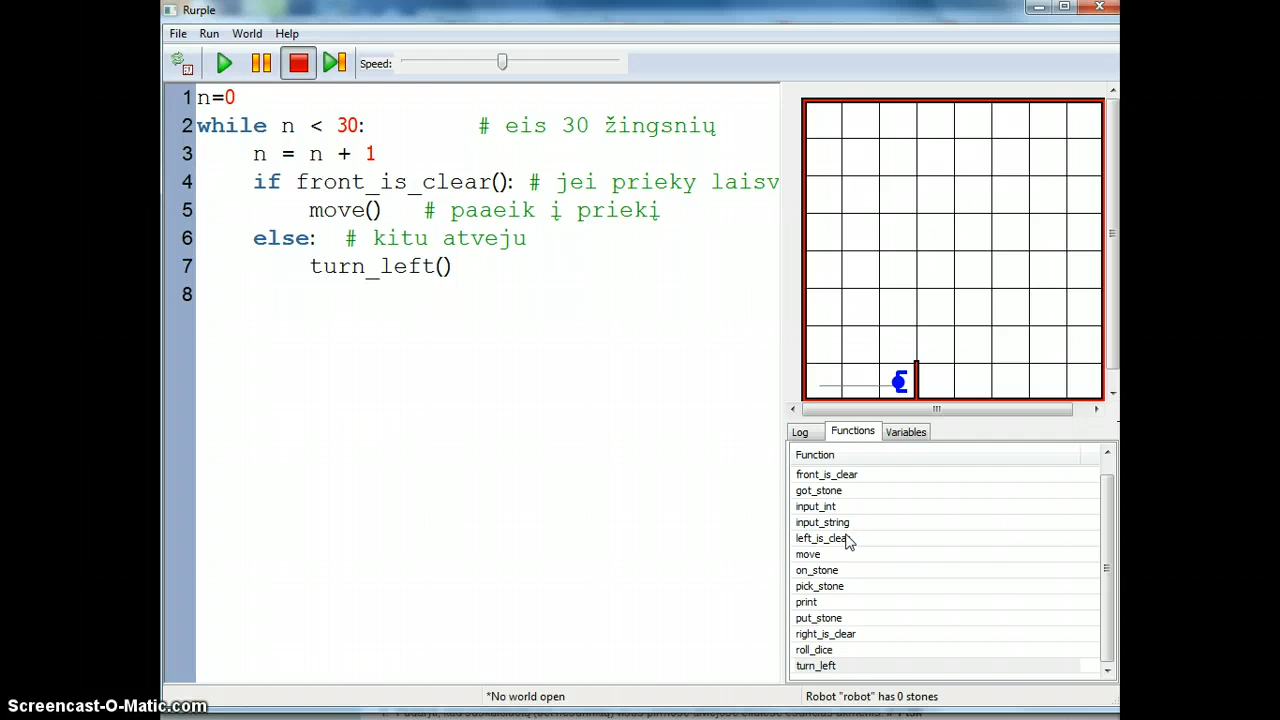 Rurple
File Run World Help
Speed:
1 n=0
2 while n < 30: # eis 30 žingsnių
3 n = n + 1
4 if front_is_clear(): # jei prieky laisv
5 move() # paaeik į priekį
6 else: # kitu atveju
7 turn_left()
8
Log Functions Variables
Function
front_is_clear
got_stone
input_int
input_string
left_is_clear
move
on_stone
pick_stone
print
put_stone
right_is_clear
roll_dice
turn_left
*No world open Robot "robot" has 0 stones
Screencast-O-Matic.com